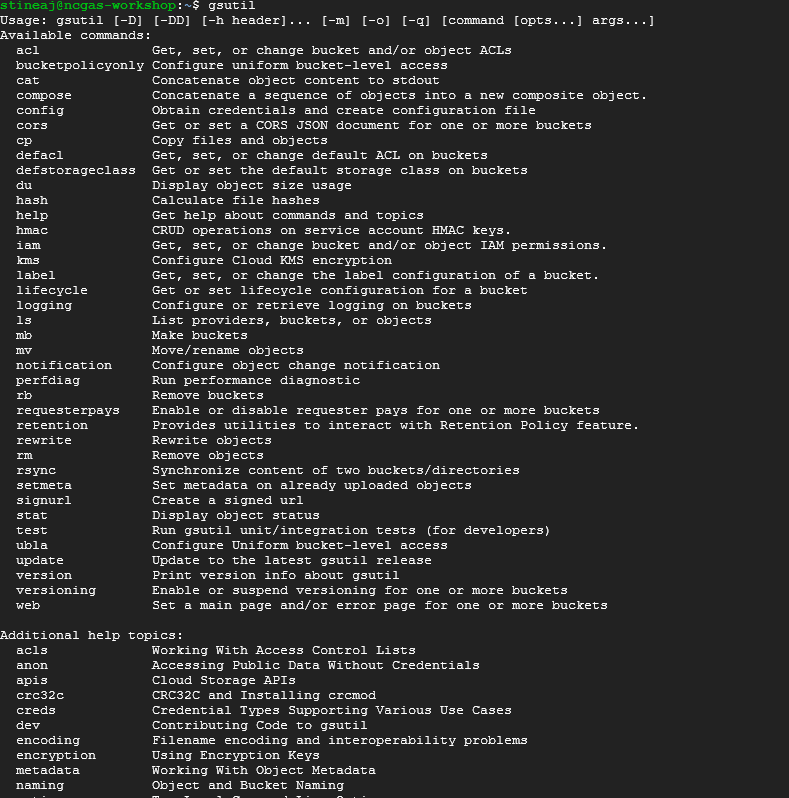 stineaj@ncgas-workshop:~$ gsutil
Usage: gsutil [-D] [-DD] [-h header]... [-m] [-o] [-q] [command [opts...] args...]
Available commands:
  acl              Get, set, or change bucket and/or object ACLs
  bucketpolicyonly Configure uniform bucket-level access
  cat              Concatenate object content to stdout
  compose          Concatenate a sequence of objects into a new composite object.
  config           Obtain credentials and create configuration file
  cors             Get or set a CORS JSON document for one or more buckets
  cp               Copy files and objects
  defacl           Get, set, or change default ACL on buckets
  defstorageclass  Get or set the default storage class on buckets
  du               Display object size usage
  hash             Calculate file hashes
  help             Get help about commands and topics
  hmac             CRUD operations on service account HMAC keys.
  iam              Get, set, or change bucket and/or object IAM permissions.
  kms              Configure Cloud KMS encryption
  label            Get, set, or change the label configuration of a bucket.
  lifecycle        Get or set lifecycle configuration for a bucket
  logging          Configure or retrieve logging on buckets
  ls               List providers, buckets, or objects
  mb               Make buckets
  mv               Move/rename objects
  notification     Configure object change notification
  perfdiag         Run performance diagnostic
  rb               Remove buckets
  requesterpays    Enable or disable requester pays for one or more buckets
  retention        Provides utilities to interact with Retention Policy feature.
  rewrite          Rewrite objects
  rm               Remove objects
  rsync            Synchronize content of two buckets/directories
  setmeta          Set metadata on already uploaded objects
  signurl          Create a signed url
  stat             Display object status
  test             Run gsutil unit/integration tests (for developers)
  ubla             Configure Uniform bucket-level access
  update           Update to the latest gsutil release
  version          Print version info about gsutil
  versioning       Enable or suspend versioning for one or more buckets
  web              Set a main page and/or error page for one or more buckets

Additional help topics:
  acls             Working With Access Control Lists
  anon             Accessing Public Data Without Credentials
  apis             Cloud Storage APIs
  crc32c           CRC32C and Installing crcmod
  creds            Credential Types Supporting Various Use Cases
  dev              Contributing Code to gsutil
  encoding         Filename encoding and interoperability problems
  encryption       Using Encryption Keys
  metadata         Working With Object Metadata
  naming           Object and Bucket Naming